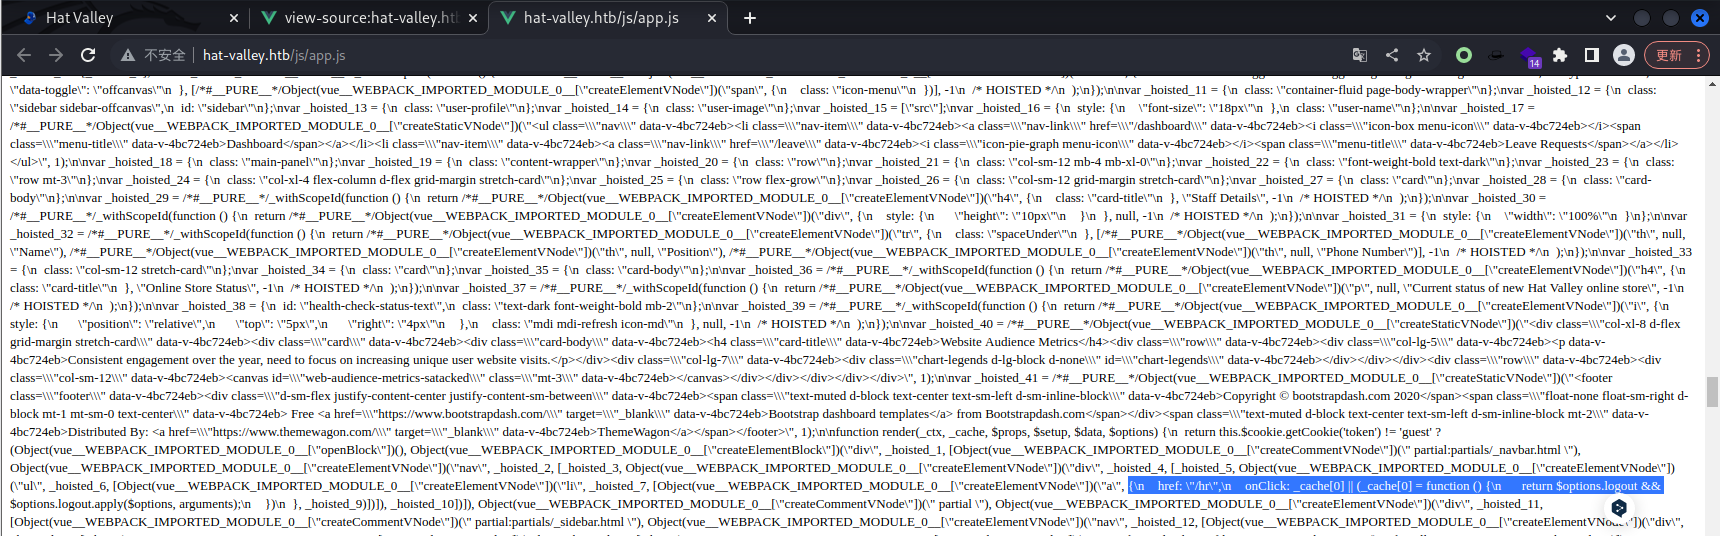 Hat Valley
view-source:hat-valley.htb
hat-valley.htb/js/app.js
不安全 hat-valley.htb/js/app.js
14
更新
\"data-toggle\": \"offcanvas\"\n  }, [/*#__PURE__*/Object(vue__WEBPACK_IMPORTED_MODULE_0__[\"createElementVNode\"])(\"span\", {\n    class: \"icon-menu\"\n  })], -1\n  /* HOISTED */\n  );\n});\n\nvar _hoisted_11 = {\n  class: \"container-fluid page-body-wrapper\"\n};\nvar _hoisted_12 = {\n  class:
\"sidebar sidebar-offcanvas\",\n  id: \"sidebar\"\n};\nvar _hoisted_13 = {\n  class: \"user-profile\"\n};\nvar _hoisted_14 = {\n  class: \"user-image\"\n};\nvar _hoisted_15 = [\"src\"];\nvar _hoisted_16 = {\n  style: {\n    \"font-size\": \"18px\"\n  },\n  class: \"user-name\"\n};\nvar _hoisted_17 =
/*#__PURE__*/Object(vue__WEBPACK_IMPORTED_MODULE_0__[\"createStaticVNode\"])(\"<ul class=\\\"nav\\\" data-v-4bc724eb><li class=\\\"nav-item\\\" data-v-4bc724eb><a class=\\\"nav-link\\\" href=\\\"/dashboard\\\" data-v-4bc724eb><i class=\\\"icon-box menu-icon\\\" data-v-4bc724eb></i><span
class=\\\"menu-title\\\" data-v-4bc724eb>Dashboard</span></a></li><li class=\\\"nav-item\\\" data-v-4bc724eb><a class=\\\"nav-link\\\" href=\\\"/leave\\\" data-v-4bc724eb><i class=\\\"icon-pie-graph menu-icon\\\" data-v-4bc724eb></i><span class=\\\"menu-title\\\" data-v-4bc724eb>Leave Requests</span></a></li>
</ul>\", 1);\n\nvar _hoisted_18 = {\n  class: \"main-panel\"\n};\nvar _hoisted_19 = {\n  class: \"content-wrapper\"\n};\nvar _hoisted_20 = {\n  class: \"row\"\n};\nvar _hoisted_21 = {\n  class: \"col-sm-12 mb-4 mb-xl-0\"\n};\nvar _hoisted_22 = {\n  class: \"font-weight-bold text-dark\"\n};\nvar _hoisted_23 = {\n  class:
\"row mt-3\"\n};\nvar _hoisted_24 = {\n  class: \"col-xl-4 flex-column d-flex grid-margin stretch-card\"\n};\nvar _hoisted_25 = {\n  class: \"row flex-grow\"\n};\nvar _hoisted_26 = {\n  class: \"col-sm-12 grid-margin stretch-card\"\n};\nvar _hoisted_27 = {\n  class: \"card\"\n};\nvar _hoisted_28 = {\n  class: \"card-
body\"\n};\n\nvar _hoisted_29 = /*#__PURE__*/_withScopeId(function () {\n  return /*#__PURE__*/Object(vue__WEBPACK_IMPORTED_MODULE_0__[\"createElementVNode\"])(\"h4\", {\n    class: \"card-title\"\n  }, \"Staff Details\", -1\n  /* HOISTED */\n  );\n});\n\nvar _hoisted_30 =
/*#__PURE__*/_withScopeId(function () {\n  return /*#__PURE__*/Object(vue__WEBPACK_IMPORTED_MODULE_0__[\"createElementVNode\"])(\"div\", {\n    style: {\n      \"height\": \"10px\"\n    }\n  }, null, -1\n  /* HOISTED */\n  );\n});\n\nvar _hoisted_31 = {\n  style: {\n    \"width\": \"100%\"\n  }\n};\n\nvar
_hoisted_32 = /*#__PURE__*/_withScopeId(function () {\n  return /*#__PURE__*/Object(vue__WEBPACK_IMPORTED_MODULE_0__[\"createElementVNode\"])(\"tr\", {\n    class: \"spaceUnder\"\n  }, [/*#__PURE__*/Object(vue__WEBPACK_IMPORTED_MODULE_0__[\"createElementVNode\"])(\"th\", null,
\"Name\"), /*#__PURE__*/Object(vue__WEBPACK_IMPORTED_MODULE_0__[\"createElementVNode\"])(\"th\", null, \"Position\"), /*#__PURE__*/Object(vue__WEBPACK_IMPORTED_MODULE_0__[\"createElementVNode\"])(\"th\", null, \"Phone Number\")], -1\n  /* HOISTED */\n  );\n});\n\nvar _hoisted_33
= {\n  class: \"col-sm-12 stretch-card\"\n};\nvar _hoisted_34 = {\n  class: \"card\"\n};\nvar _hoisted_35 = {\n  class: \"card-body\"\n};\n\nvar _hoisted_36 = /*#__PURE__*/_withScopeId(function () {\n  return /*#__PURE__*/Object(vue__WEBPACK_IMPORTED_MODULE_0__[\"createElementVNode\"])(\"h4\", {\n
class: \"card-title\"\n  }, \"Online Store Status\", -1\n  /* HOISTED */\n  );\n});\n\nvar _hoisted_37 = /*#__PURE__*/_withScopeId(function () {\n  return /*#__PURE__*/Object(vue__WEBPACK_IMPORTED_MODULE_0__[\"createElementVNode\"])(\"p\", null, \"Current status of new Hat Valley online store\", -1\n
/* HOISTED */\n  );\n});\n\nvar _hoisted_38 = {\n  id: \"health-check-status-text\",\n  class: \"text-dark font-weight-bold mb-2\"\n};\n\nvar _hoisted_39 = /*#__PURE__*/_withScopeId(function () {\n  return /*#__PURE__*/Object(vue__WEBPACK_IMPORTED_MODULE_0__[\"createElementVNode\"])(\"i\", {\n
style: {\n      \"position\": \"relative\",\n      \"top\": \"5px\",\n      \"right\": \"4px\"\n    },\n    class: \"mdi mdi-refresh icon-md\"\n  }, null, -1\n  /* HOISTED */\n  );\n});\n\nvar _hoisted_40 = /*#__PURE__*/Object(vue__WEBPACK_IMPORTED_MODULE_0__[\"createStaticVNode\"])(\"<div class=\\\"col-xl-8 d-flex
grid-margin stretch-card\\\" data-v-4bc724eb><div class=\\\"card\\\" data-v-4bc724eb><div class=\\\"card-body\\\" data-v-4bc724eb><h4 class=\\\"card-title\\\" data-v-4bc724eb>Website Audience Metrics</h4><div class=\\\"row\\\" data-v-4bc724eb><div class=\\\"col-lg-5\\\" data-v-4bc724eb><p data-v-
4bc724eb>Consistent engagement over the year, need to focus on increasing unique user website visits.</p></div><div class=\\\"col-lg-7\\\" data-v-4bc724eb><div class=\\\"chart-legends d-lg-block d-none\\\" id=\\\"chart-legends\\\" data-v-4bc724eb></div></div></div><div class=\\\"row\\\" data-v-4bc724eb><div
class=\\\"col-sm-12\\\" data-v-4bc724eb><canvas id=\\\"web-audience-metrics-satacked\\\" class=\\\"mt-3\\\" data-v-4bc724eb></canvas></div></div></div></div></div>\", 1);\n\nvar _hoisted_41 = /*#__PURE__*/Object(vue__WEBPACK_IMPORTED_MODULE_0__[\"createStaticVNode\"])(\"<footer
class=\\\"footer\\\" data-v-4bc724eb><div class=\\\"d-sm-flex justify-content-center justify-content-sm-between\\\" data-v-4bc724eb><span class=\\\"text-muted d-block text-center text-sm-left d-sm-inline-block\\\" data-v-4bc724eb>Copyright © bootstrapdash.com 2020</span><span class=\\\"float-none float-sm-right d-
block mt-1 mt-sm-0 text-center\\\" data-v-4bc724eb> Free <a href=\\\"https://www.bootstrapdash.com/\\\" target=\\\"_blank\\\" data-v-4bc724eb>Bootstrap dashboard templates</a> from Bootstrapdash.com</span></div><span class=\\\"text-muted d-block text-center text-sm-left d-sm-inline-block mt-2\\\" data-v-
4bc724eb>Distributed By: <a href=\\\"https://www.themewagon.com/\\\" target=\\\"_blank\\\" data-v-4bc724eb>ThemeWagon</a></span></footer>\", 1);\n\nfunction render(_ctx, _cache, $props, $setup, $data, $options) {\n  return this.$cookie.getCookie('token') != 'guest' ?
(Object(vue__WEBPACK_IMPORTED_MODULE_0__[\"openBlock\"])(), Object(vue__WEBPACK_IMPORTED_MODULE_0__[\"createElementBlock\"])(\"div\", _hoisted_1, [Object(vue__WEBPACK_IMPORTED_MODULE_0__[\"createCommentVNode\"])(\" partial:partials/_navbar.html \"),
Object(vue__WEBPACK_IMPORTED_MODULE_0__[\"createElementVNode\"])(\"nav\", _hoisted_2, [_hoisted_3, Object(vue__WEBPACK_IMPORTED_MODULE_0__[\"createElementVNode\"])(\"div\", _hoisted_4, [_hoisted_5, Object(vue__WEBPACK_IMPORTED_MODULE_0__[\"createElementVNode\"])
(\"ul\", _hoisted_6, [Object(vue__WEBPACK_IMPORTED_MODULE_0__[\"createElementVNode\"])(\"li\", _hoisted_7, [Object(vue__WEBPACK_IMPORTED_MODULE_0__[\"createElementVNode\"])(\"a\", {\n    href: \"/hr\",\n    onClick: _cache[0] || (_cache[0] = function () {\n      return $options.logout &&
$options.logout.apply($options, arguments);\n    })\n  }, _hoisted_9)])]), _hoisted_10])]), Object(vue__WEBPACK_IMPORTED_MODULE_0__[\"createCommentVNode\"])(\" partial \"), Object(vue__WEBPACK_IMPORTED_MODULE_0__[\"createElementVNode\"])(\"div\", _hoisted_11,
[Object(vue__WEBPACK_IMPORTED_MODULE_0__[\"createCommentVNode\"])(\" partial:partials/_sidebar.html \"), Object(vue__WEBPACK_IMPORTED_MODULE_0__[\"createElementVNode\"])(\"nav\", _hoisted_12, [Object(vue__WEBPACK_IMPORTED_MODULE_0__[\"createElementVNode\"])(\"div\",